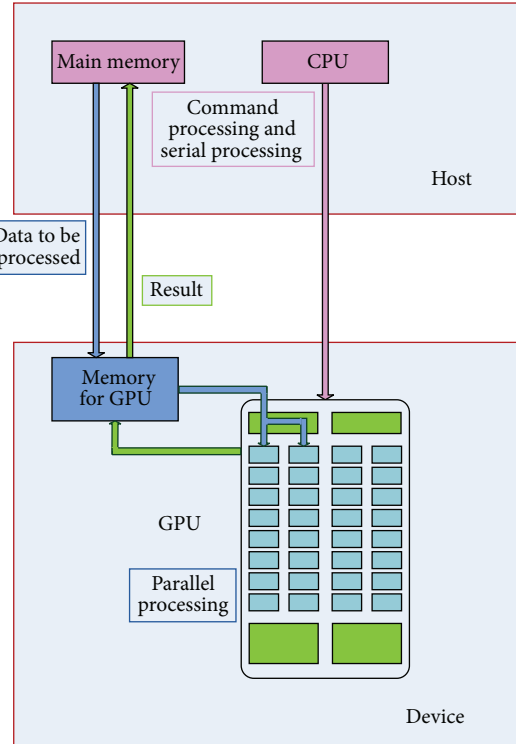 Main memory
CPU
Command
processing and
serial processing
Host
Data to be
processed
Result
Memory
for GPU
GPU
Parallel
processing
Device